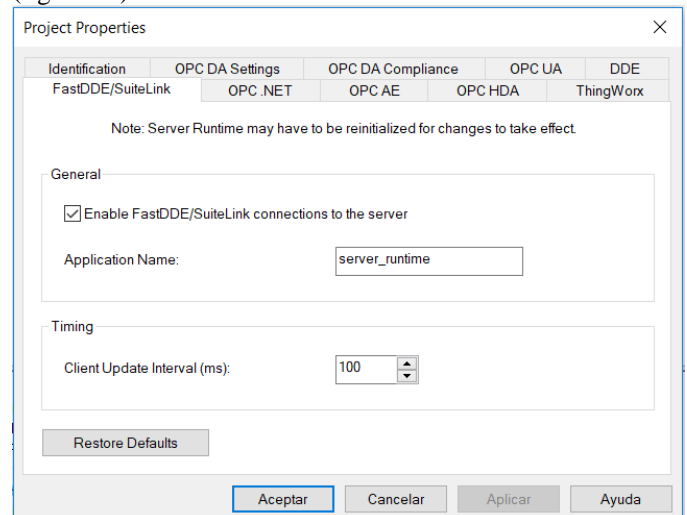 Project Properties
Identification OPC DA Settings OPC DA Compliance OPC UA DDE
FastDDE/SuiteLink OPC .NET OPC AE OPC HDA ThingWorx
Note: Server Runtime may have to be reinitialized for changes to take effect.
General
Enable FastDDE/SuiteLink connections to the server
Application Name: server_runtime
Timing
Client Update Interval (ms): 100
Restore Defaults
Aceptar Cancelar Aplicar Ayuda